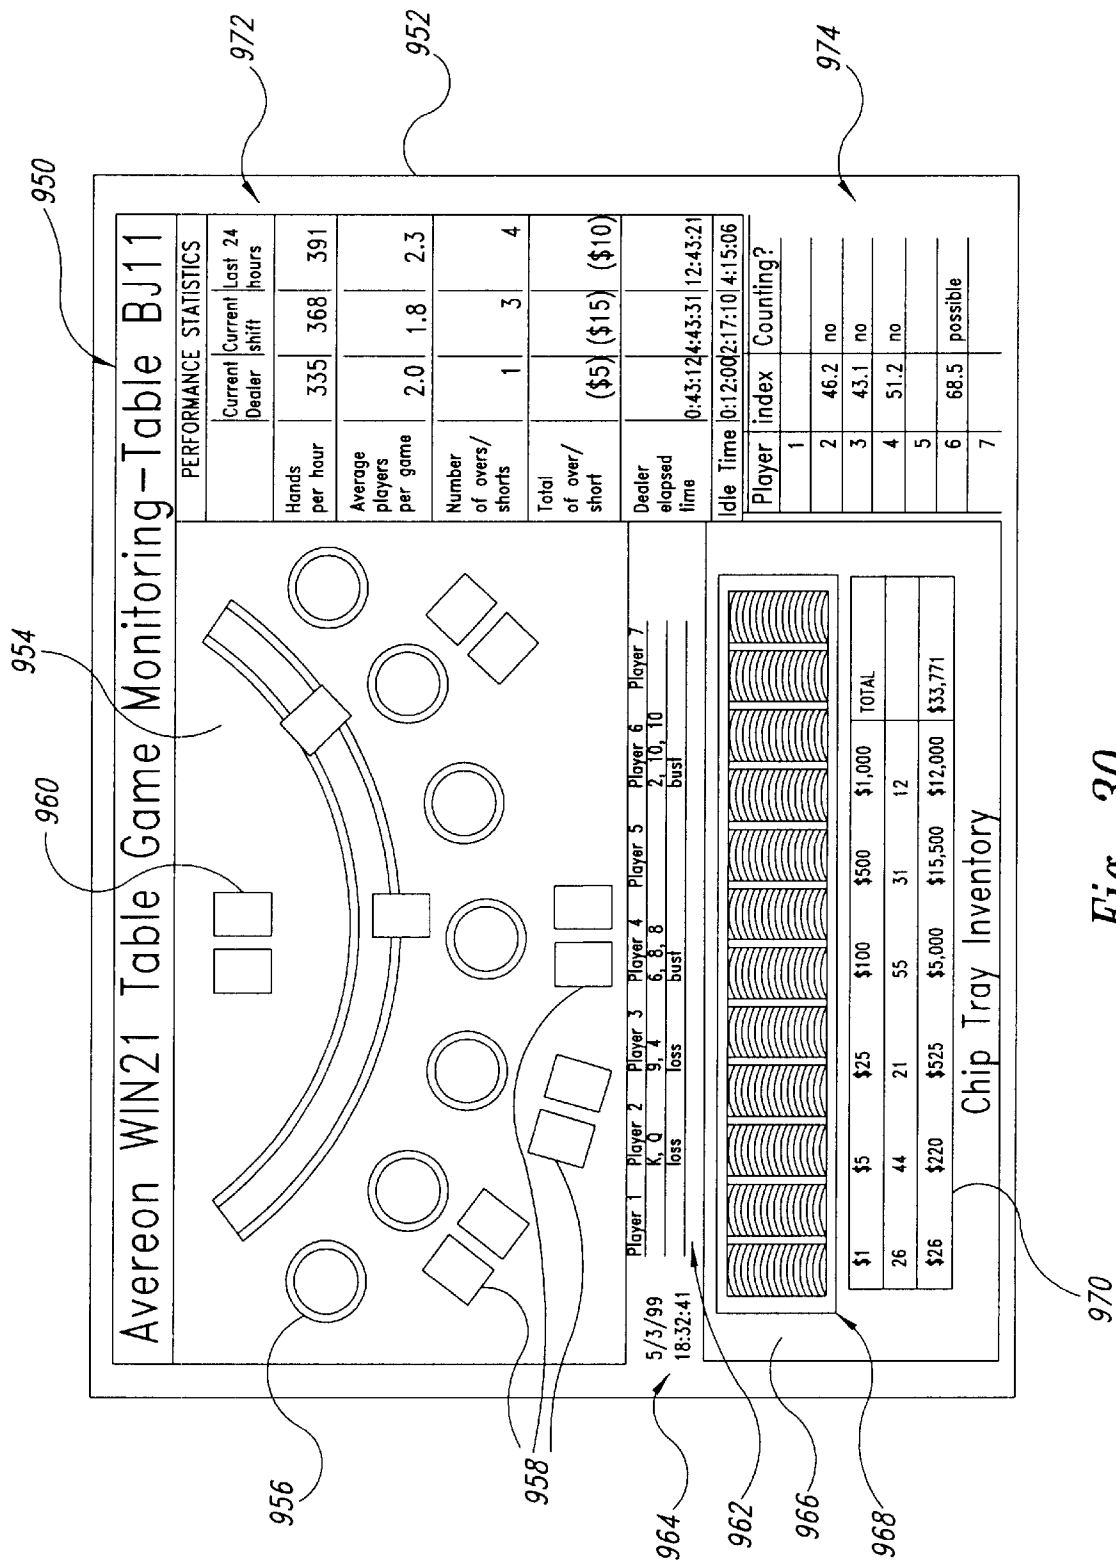 950
972
Avereon WIN21 Table Game Monitoring-Table BJ11
952
954
960
956
958
PERFORMANCE STATISTICS
Current Dealer Current shift Last 24 hours
Hands per hour 335 368 391
Average players per game 2.0 1.8 2.3
Number of overs/ shorts 1 3 4
Total of over/ short ($5) ($15) ($10)
Dealer elapsed time 0:43:12 4:43:31 12:43:21
Idle Time 0:12:00 2:17:10 4:15:06
5/3/99
18:32:41
Player 1 Player 2 Player 3 Player 4 Player 5 Player 6 Player 7
K, Q 9, 4 6, 8, 8 2, 10, 10
loss loss bust bust
Player index Counting?
1
2 46.2 no
3 43.1 no
4 51.2 no
5
6 68.5 possible
7
974
$1 $5 $25 $100 $500 $1,000 TOTAL
26 44 21 55 31 12
$26 $220 $525 $5,000 $15,500 $12,000 $33,771
Chip Tray Inventory
964
962
966
968
970
Fig. 30